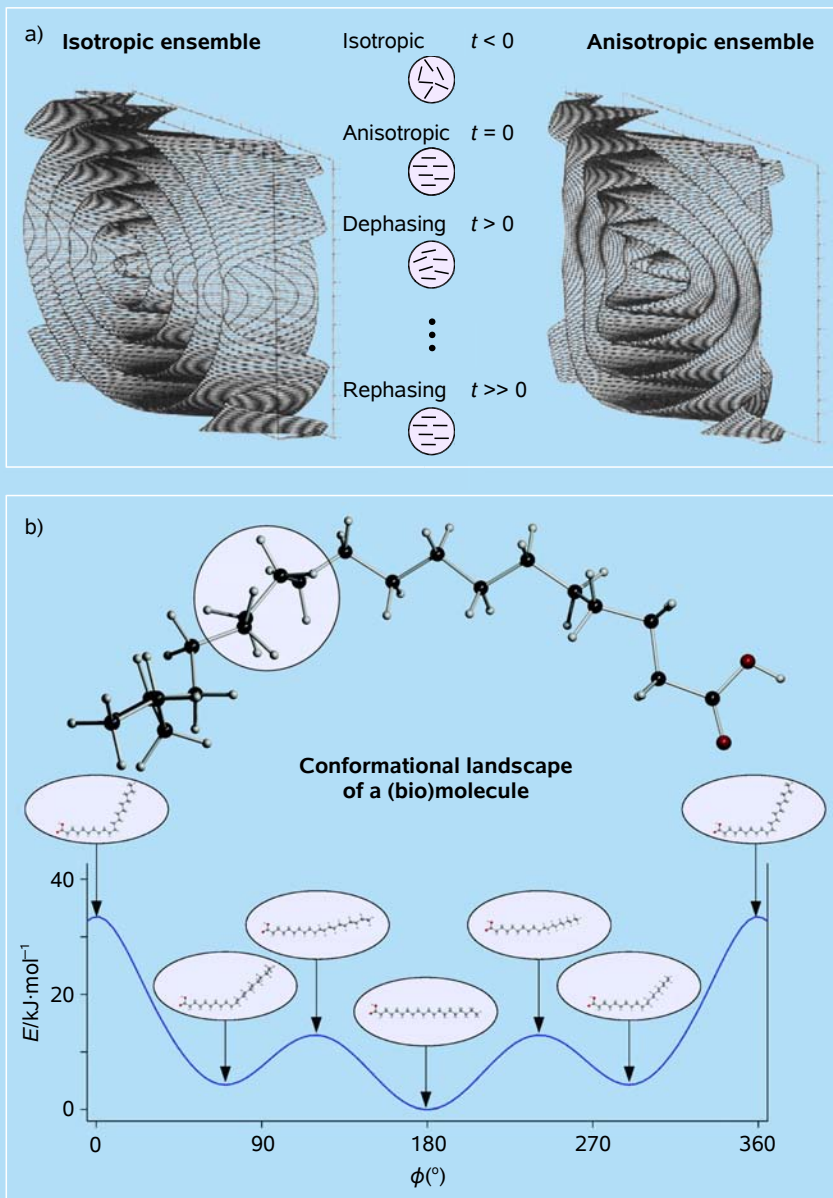 a)
Isotropic ensemble
Isotropic t < 0
Anisotropic ensemble
Anisotropic t = 0
Dephasing t > 0
Rephasing t >> 0
b)
Conformational landscape
of a (bio)molecule
E/kJ·mol⁻¹
40
20
0
0 90 180 270 360
ϕ(°)